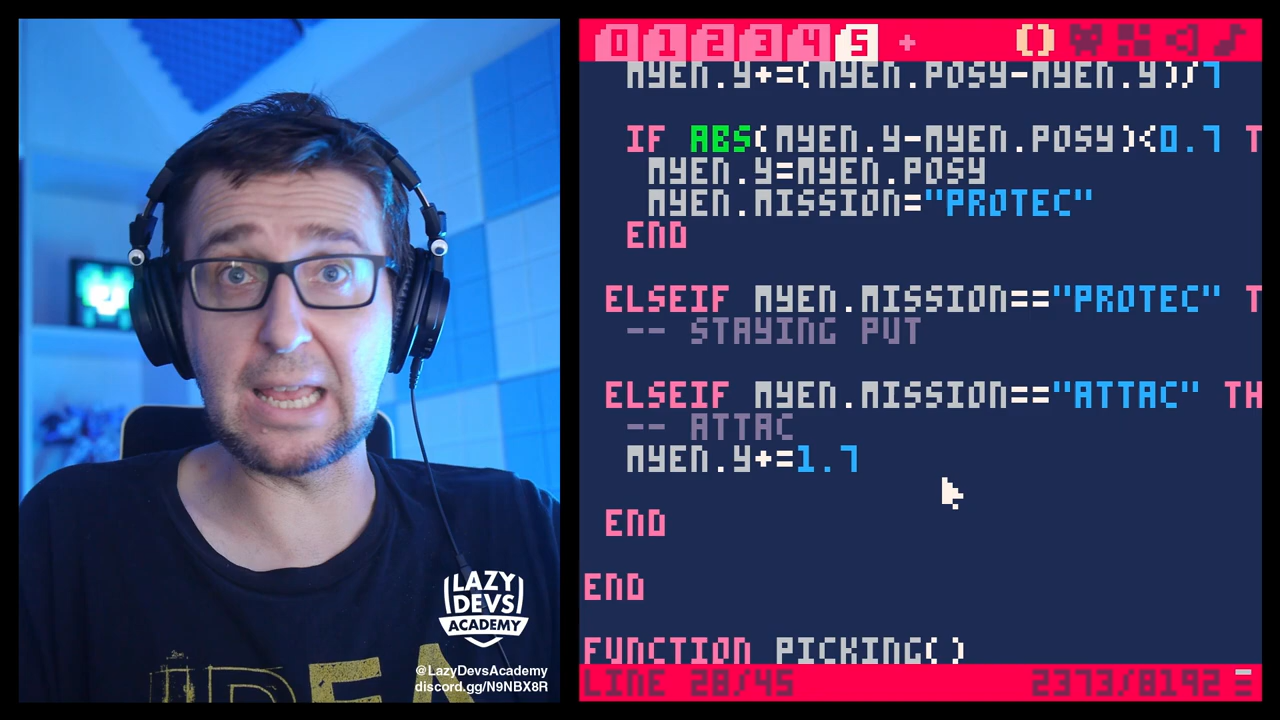 0 1 2 3 4 5 +
MYEN.Y+=(MYEN.POSY-MYEN.Y)/7
IF ABS(MYEN.Y-MYEN.POSY)<0.7 T
MYEN.Y=MYEN.POSY
MYEN.MISSION="PROTEC"
END
ELSEIF MYEN.MISSION=="PROTEC" T
-- STAYING PUT
ELSEIF MYEN.MISSION=="ATTAC" TH
-- ATTAC
MYEN.Y+=1.7
END
END
FUNCTION PICKING()
LINE 28/45
2373/8192
LAZY
DEVS
ACADEMY
@LazyDevsAcademy
discord.gg/N9NBX8R
IDEA